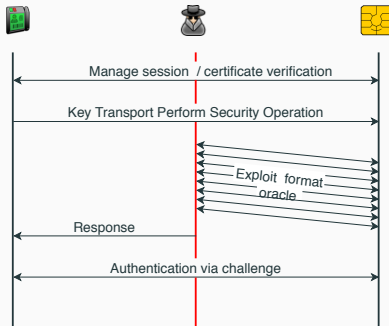 Manage session / certificate verification
Key Transport Perform Security Operation
Exploit format
oracle
Response
Authentication via challenge